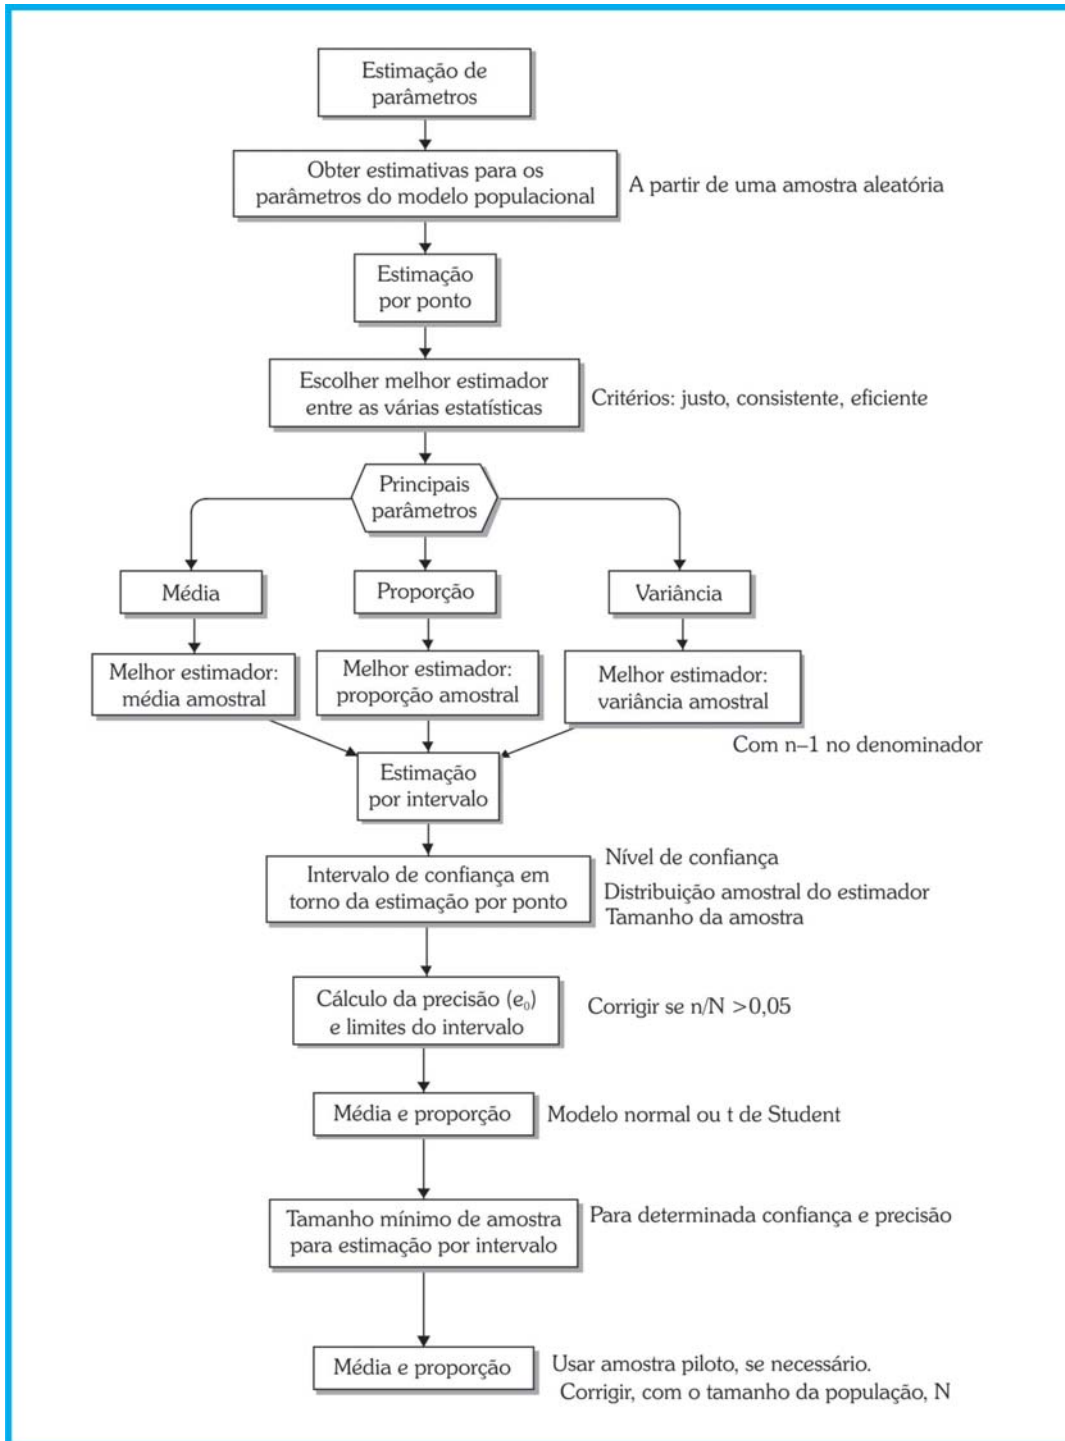 Estimação de
parâmetros
Obter estimativas para os
parâmetros do modelo populacional
A partir de uma amostra aleatória
Estimação
por ponto
Escolher melhor estimador
entre as várias estatísticas
Critérios: justo, consistente, eficiente
Principais
parâmetros
Média
Proporção
Variância
Melhor estimador:
média amostral
Melhor estimador:
proporção amostral
Melhor estimador:
variância amostral
Com n–1 no denominador
Estimação
por intervalo
Intervalo de confiança em
torno da estimação por ponto
Nível de confiança
Distribuição amostral do estimador
Tamanho da amostra
Cálculo da precisão (e₀)
e limites do intervalo
Corrigir se n/N >0,05
Média e proporção
Modelo normal ou t de Student
Tamanho mínimo de amostra
para estimação por intervalo
Para determinada confiança e precisão
Média e proporção
Usar amostra piloto, se necessário.
Corrigir, com o tamanho da população, N